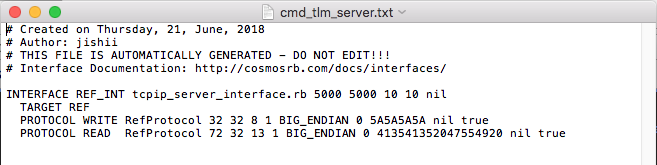 cmd_tlm_server.txt
# Created on Thursday, 21, June, 2018
# Author: jishii
# THIS FILE IS AUTOMATICALLY GENERATED - DO NOT EDIT!!!
# Interface Documentation: http://cosmosrb.com/docs/interfaces/

INTERFACE REF_INT tcpip_server_interface.rb 5000 5000 10 10 nil
  TARGET REF
  PROTOCOL WRITE RefProtocol 32 32 8 1 BIG_ENDIAN 0 5A5A5A5A nil true
  PROTOCOL READ  RefProtocol 72 32 13 1 BIG_ENDIAN 0 413541352047554920 nil true